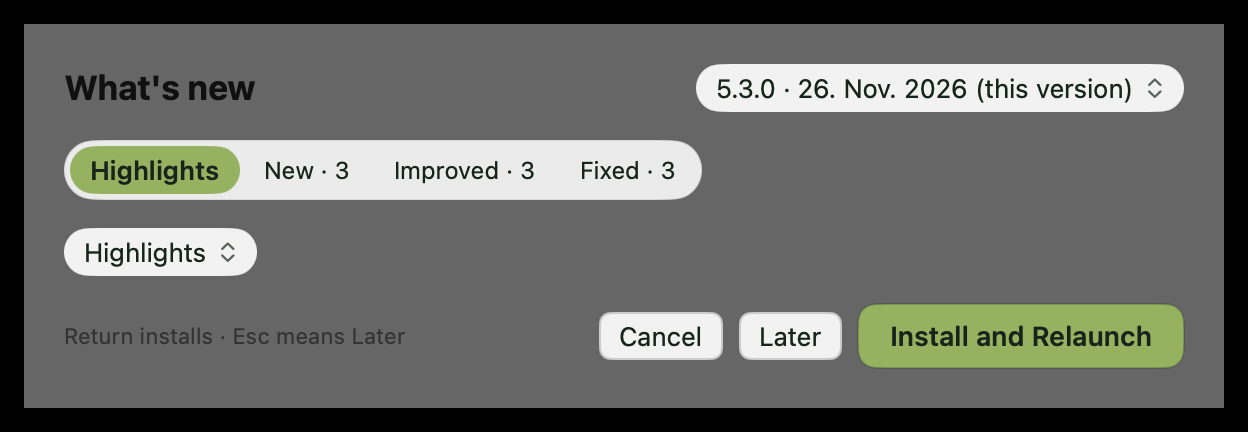 What's new
5.3.0 · 26. Nov. 2026 (this version)
Highlights New · 3 Improved · 3 Fixed · 3
Highlights
Return installs · Esc means Later Cancel Later Install and Relaunch